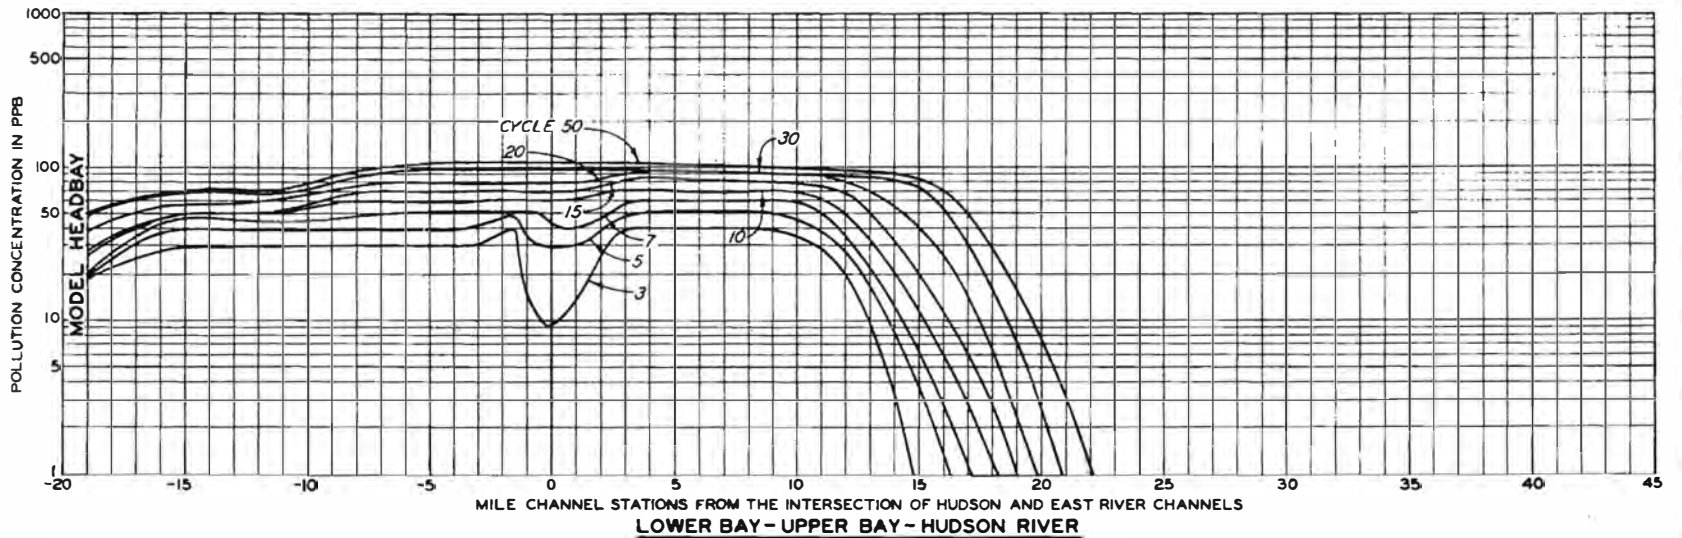 1000
500
100
50
10
5
1
POLLUTION CONCENTRATION IN PPB
MODEL HEADBAY
CYCLE 50
20
30
15
7
10
5
3
-20 -15 -10 -5 0 5 10 15 20 25 30 35 40 45
MILE CHANNEL STATIONS FROM THE INTERSECTION OF HUDSON AND EAST RIVER CHANNELS
LOWER BAY-UPPER BAY-HUDSON RIVER